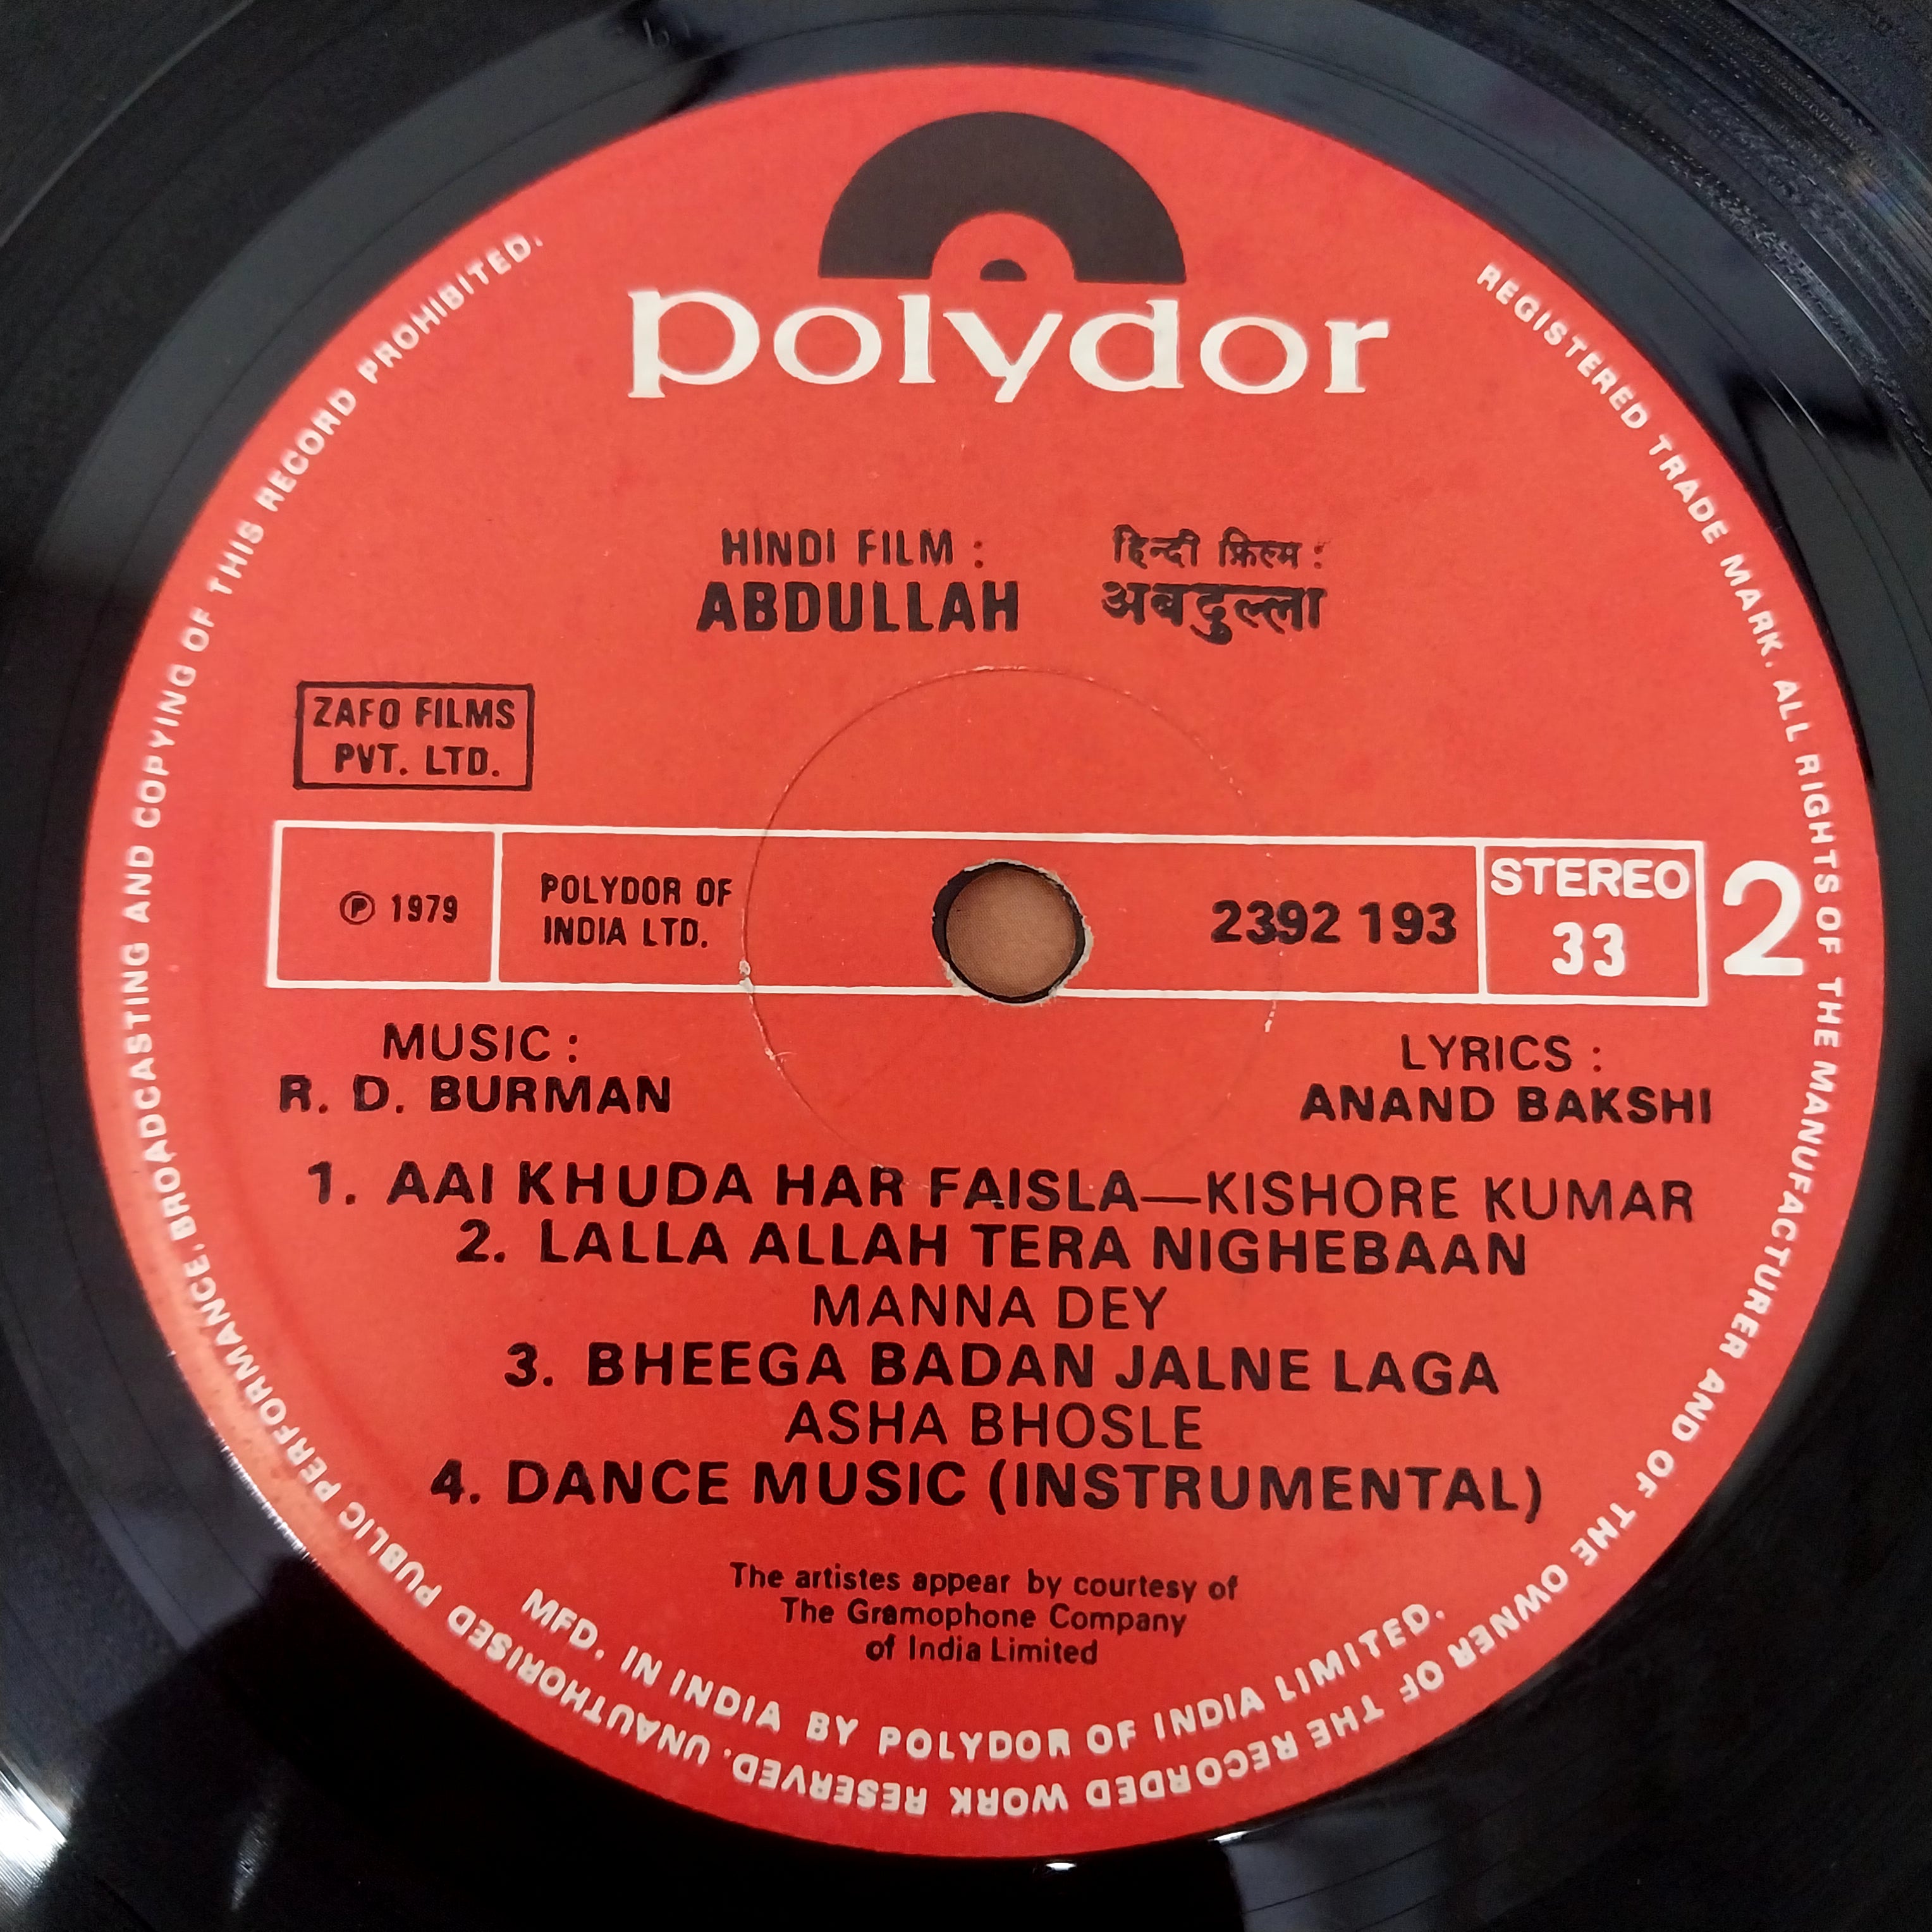 polydor
HINDI FILM :
ABDULLAH
हिन्दी फ़िल्म :
अबदुल्ला
ZAFO FILMS
PVT. LTD.
℗ 1979
POLYDOR OF
INDIA LTD.
2392 193
STEREO
33
2
MUSIC :
R. D. BURMAN
LYRICS :
ANAND BAKSHI
1. AAI KHUDA HAR FAISLA—KISHORE KUMAR
2. LALLA ALLAH TERA NIGHEBAAN
MANNA DEY
3. BHEEGA BADAN JALNE LAGA
ASHA BHOSLE
4. DANCE MUSIC (INSTRUMENTAL)
The artistes appear by courtesy of
The Gramophone Company
of India Limited
MFD. IN INDIA BY POLYDOR OF INDIA LIMITED.
REGISTERED TRADE MARK. ALL RIGHTS OF THE MANUFACTURER AND OF THE OWNER OF THE RECORDED WORK RESERVED. UNAUTHORISED PUBLIC PERFORMANCE, BROADCASTING AND COPYING OF THIS RECORD PROHIBITED.